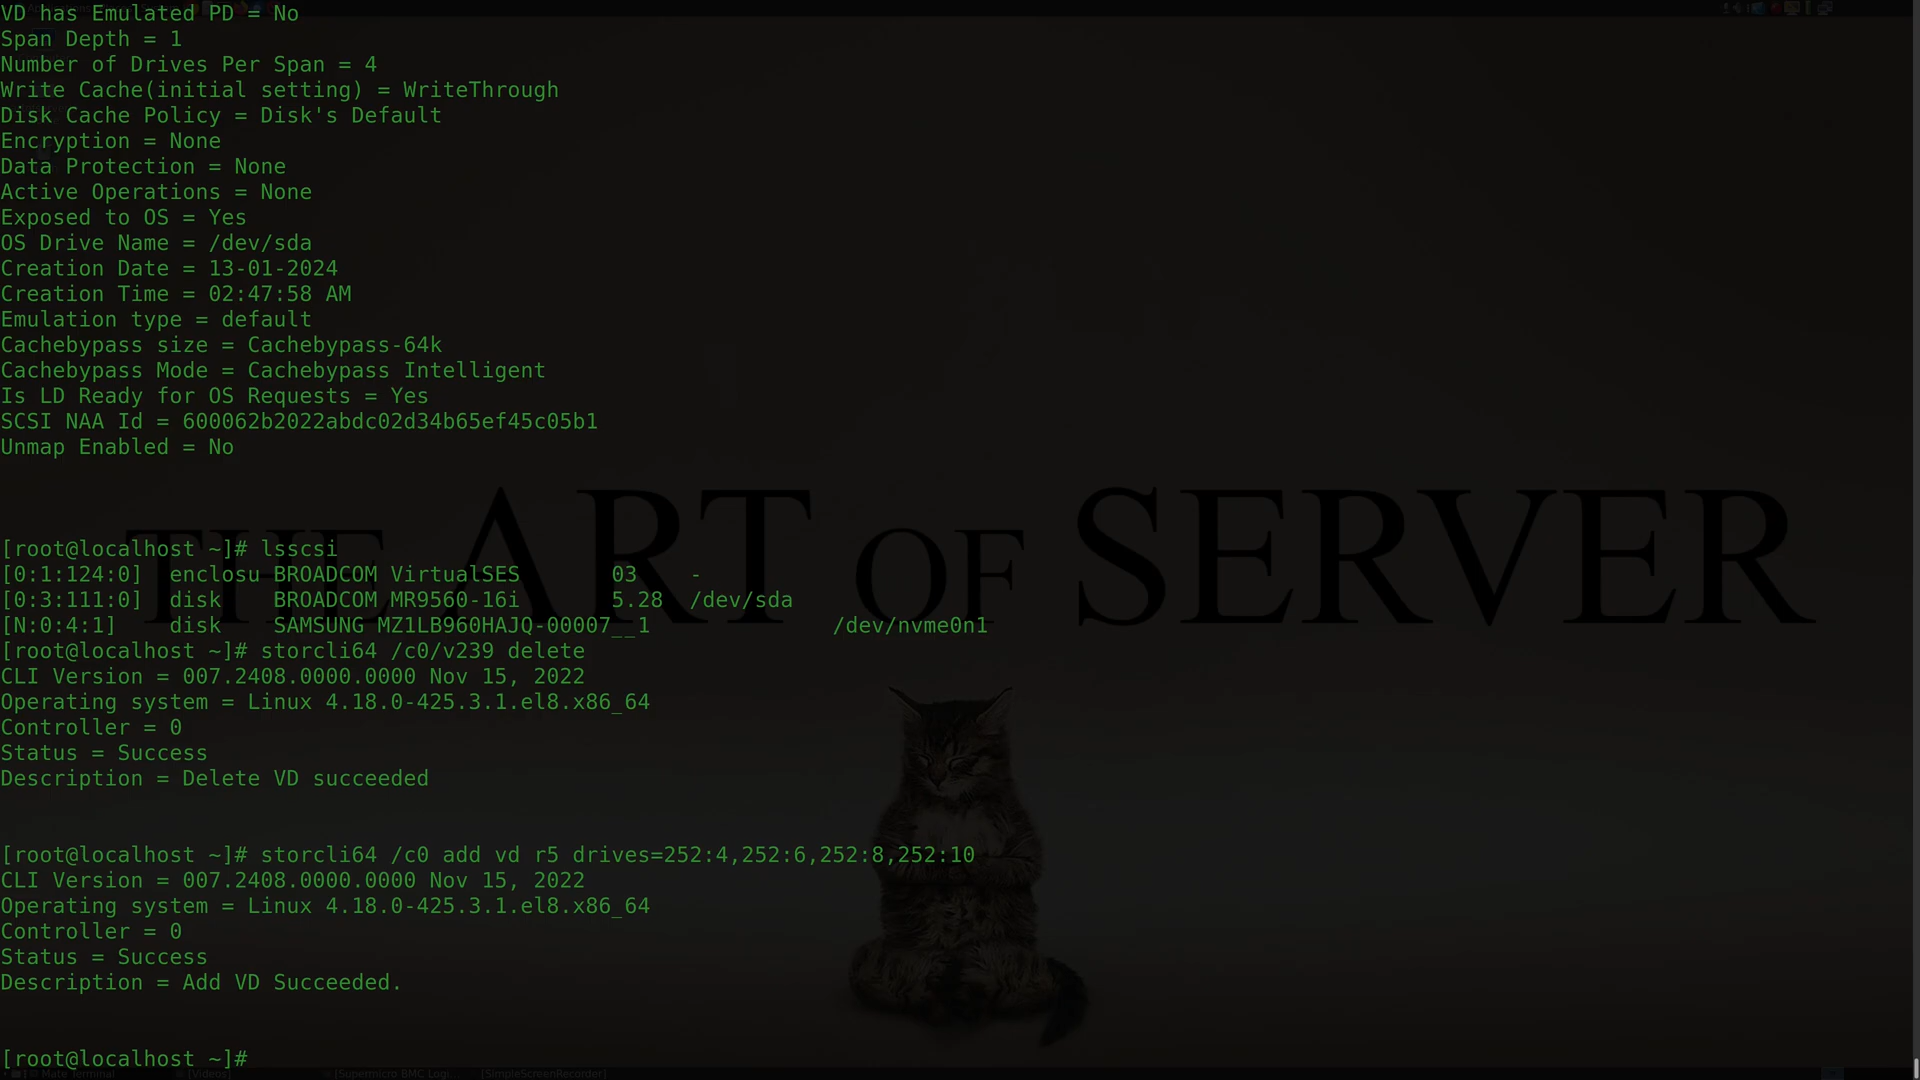 VD has Emulated PD = No
Span Depth = 1
Number of Drives Per Span = 4
Write Cache(initial setting) = WriteThrough
Disk Cache Policy = Disk's Default
Encryption = None
Data Protection = None
Active Operations = None
Exposed to OS = Yes
OS Drive Name = /dev/sda
Creation Date = 13-01-2024
Creation Time = 02:47:58 AM
Emulation type = default
Cachebypass size = Cachebypass-64k
Cachebypass Mode = Cachebypass Intelligent
Is LD Ready for OS Requests = Yes
SCSI NAA Id = 600062b2022abdc02d34b65ef45c05b1
Unmap Enabled = No
THE ART OF SERVER
[root@localhost ~]# lsscsi
[0:1:124:0]  enclosu BROADCOM VirtualSES       03    -
[0:3:111:0]  disk    BROADCOM MR9560-16i       5.28  /dev/sda
[N:0:4:1]    disk    SAMSUNG MZ1LB960HAJQ-00007__1              /dev/nvme0n1
[root@localhost ~]# storcli64 /c0/v239 delete
CLI Version = 007.2408.0000.0000 Nov 15, 2022
Operating system = Linux 4.18.0-425.3.1.el8.x86_64
Controller = 0
Status = Success
Description = Delete VD succeeded
[root@localhost ~]# storcli64 /c0 add vd r5 drives=252:4,252:6,252:8,252:10
CLI Version = 007.2408.0000.0000 Nov 15, 2022
Operating system = Linux 4.18.0-425.3.1.el8.x86_64
Controller = 0
Status = Success
Description = Add VD Succeeded.
[root@localhost ~]#
Mate Terminal [Videos] [Supermicro BMC Logi... [SimpleScreenRecorder]